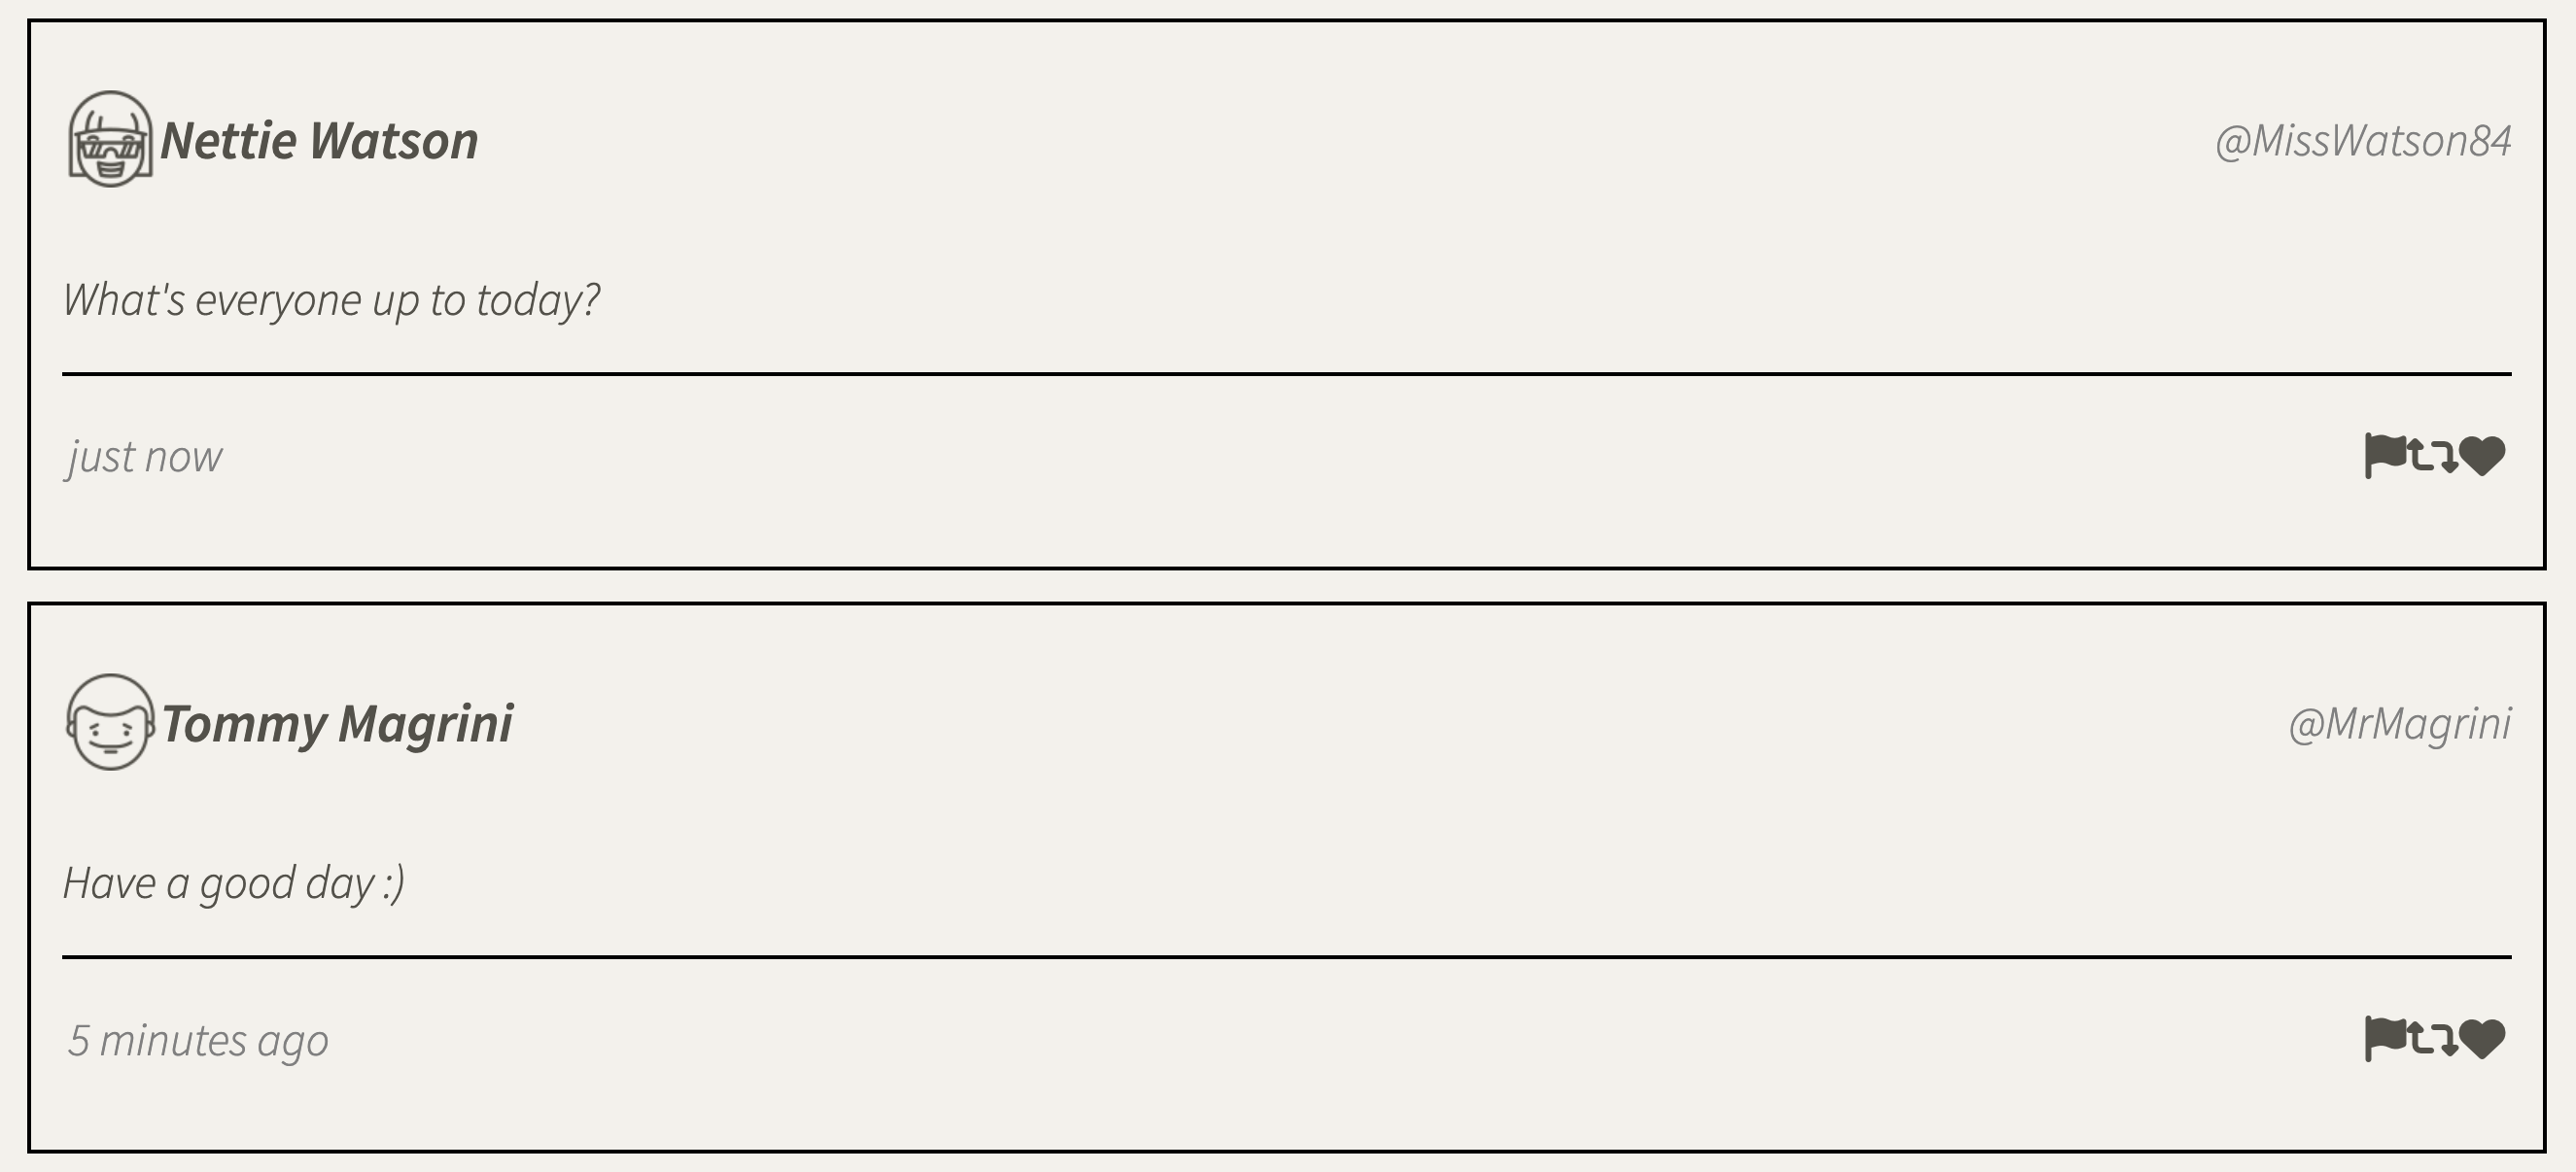 Nettie Watson @MissWatson84
What's everyone up to today?
just now
Tommy Magrini @MrMagrini
Have a good day :)
5 minutes ago